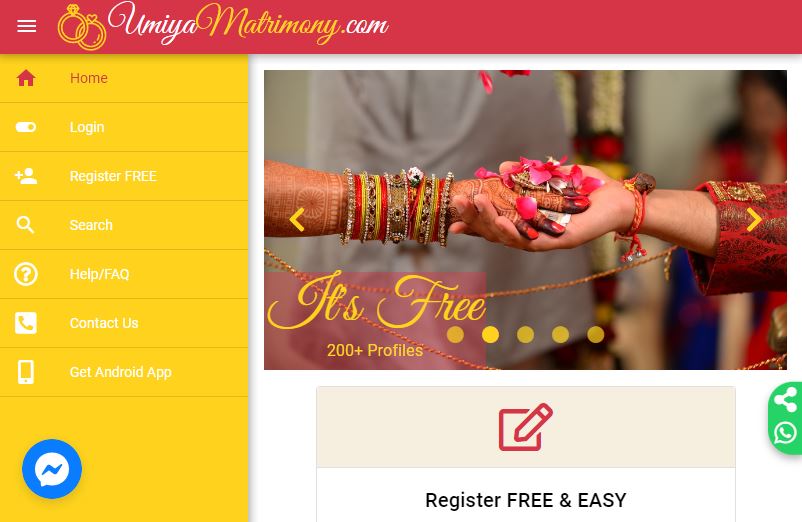 UmiyaMatrimony.com
Home
Login
Register FREE
Search
Help/FAQ
Contact Us
Get Android App
It's Free
200+ Profiles
Register FREE & EASY